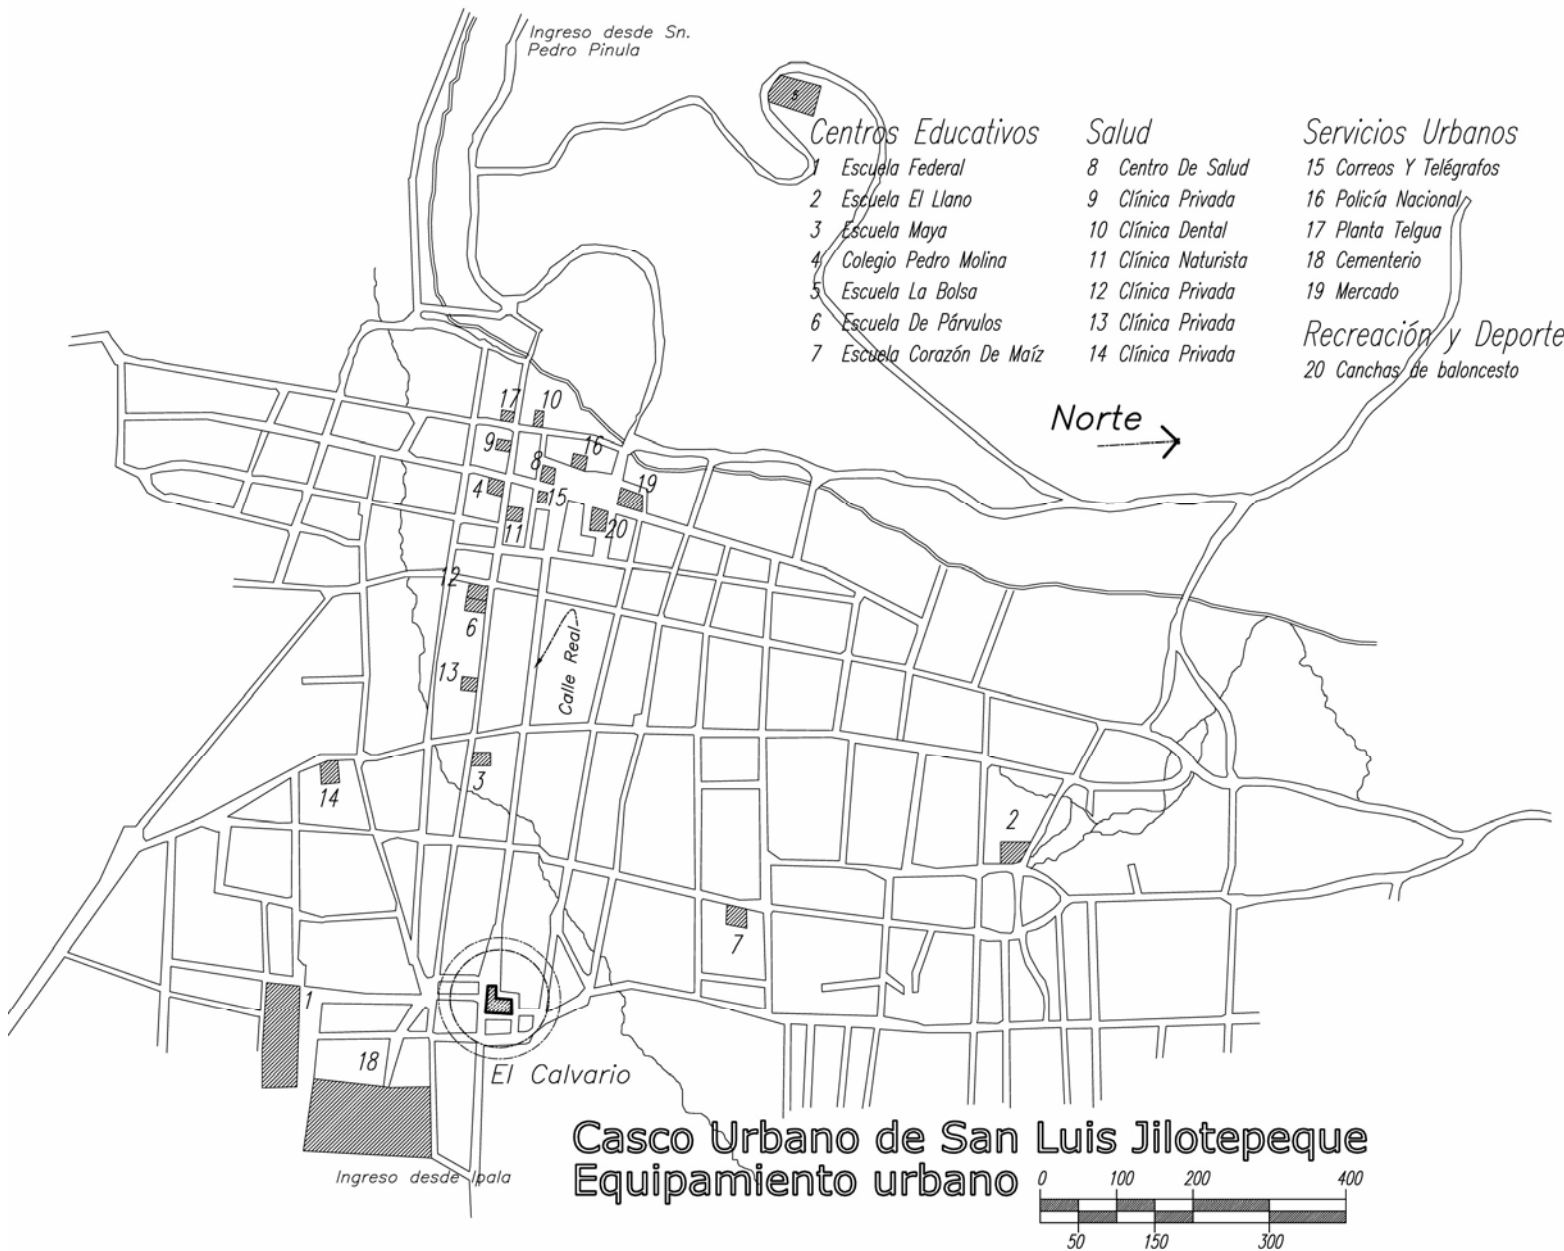 Ingreso desde Sn.
Pedro Pinula
5
Centros Educativos
1 Escuela Federal
2 Escuela El Llano
3 Escuela Maya
4 Colegio Pedro Molina
5 Escuela La Bolsa
6 Escuela De Párvulos
7 Escuela Corazón De Maíz
Salud
8 Centro De Salud
9 Clínica Privada
10 Clínica Dental
11 Clínica Naturista
12 Clínica Privada
13 Clínica Privada
14 Clínica Privada
Servicios Urbanos
15 Correos Y Telégrafos
16 Policía Nacional
17 Planta Telgua
18 Cementerio
19 Mercado
Recreación y Deporte
20 Canchas de baloncesto
Norte
17
10
9
16
8
4
15
19
11
20
12
6
13
Calle Real
3
14
2
7
1
18
El Calvario
Ingreso desde Ipala
Casco Urbano de San Luis Jilotepeque
Equipamiento urbano
0 100 200 400
50 150 300